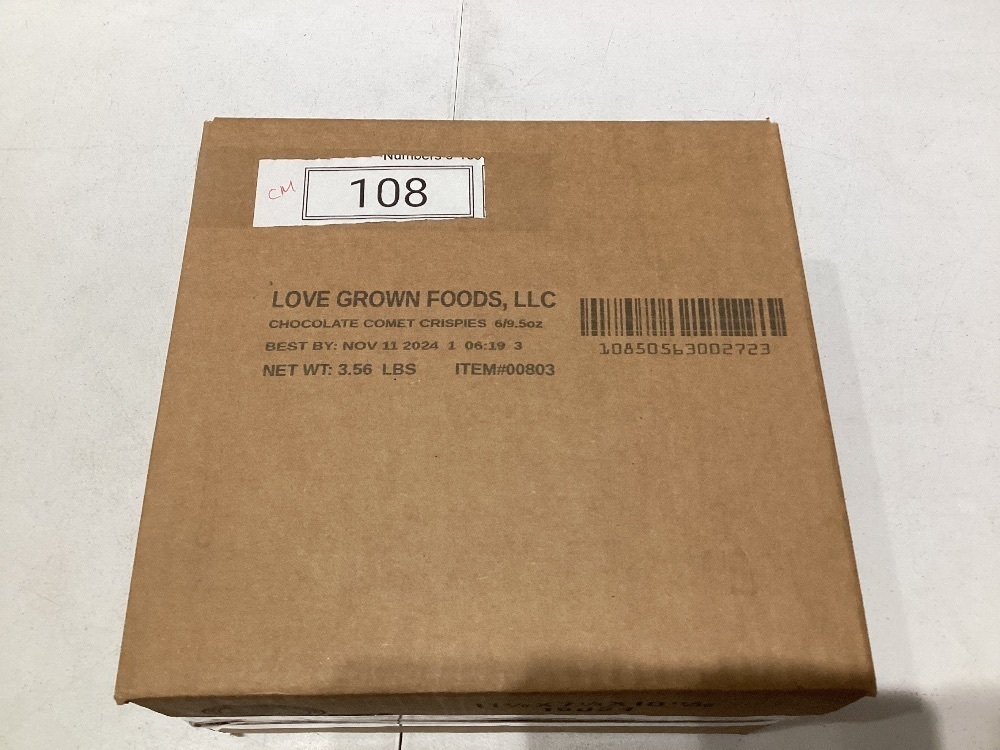 Numbers
CM
108
LOVE GROWN FOODS, LLC
CHOCOLATE COMET CRISPIES 6/9.5oz
BEST BY: NOV 11 2024 1 06:19 3
NET WT: 3.56 LBS ITEM#00803
10850563002723